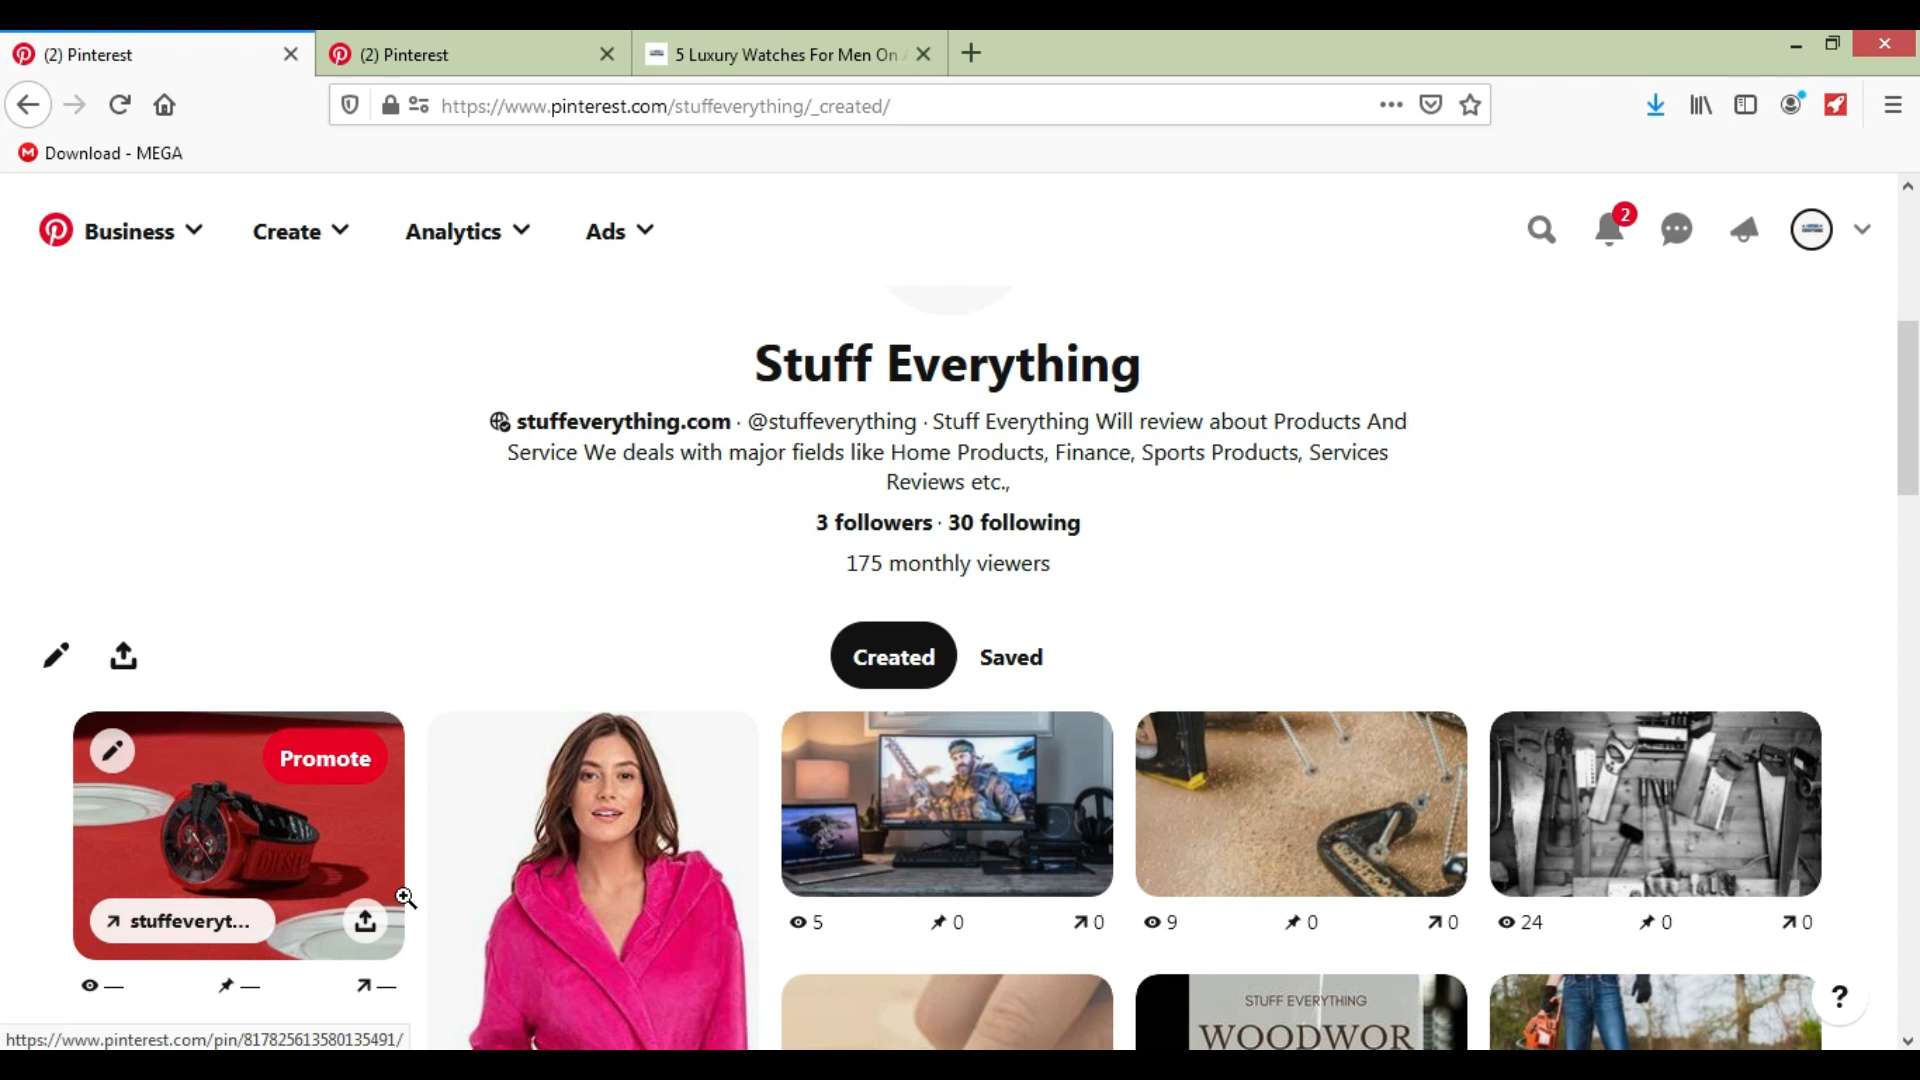 (2) Pinterest
(2) Pinterest
5 Luxury Watches For Men On
https://www.pinterest.com/stuffeverything/_created/
Download - MEGA
Business
Create
Analytics
Ads
2
Stuff Everything
stuffeverything.com · @stuffeverything · Stuff Everything Will review about Products And
Service We deals with major fields like Home Products, Finance, Sports Products, Services
Reviews etc.,
3 followers · 30 following
175 monthly viewers
Created
Saved
Promote
DIESEL
stuffeveryt...
5
0
0
9
0
0
24
0
0
—
—
—
STUFF EVERYTHING
WOODWOR
?
https://www.pinterest.com/pin/817825613580135491/